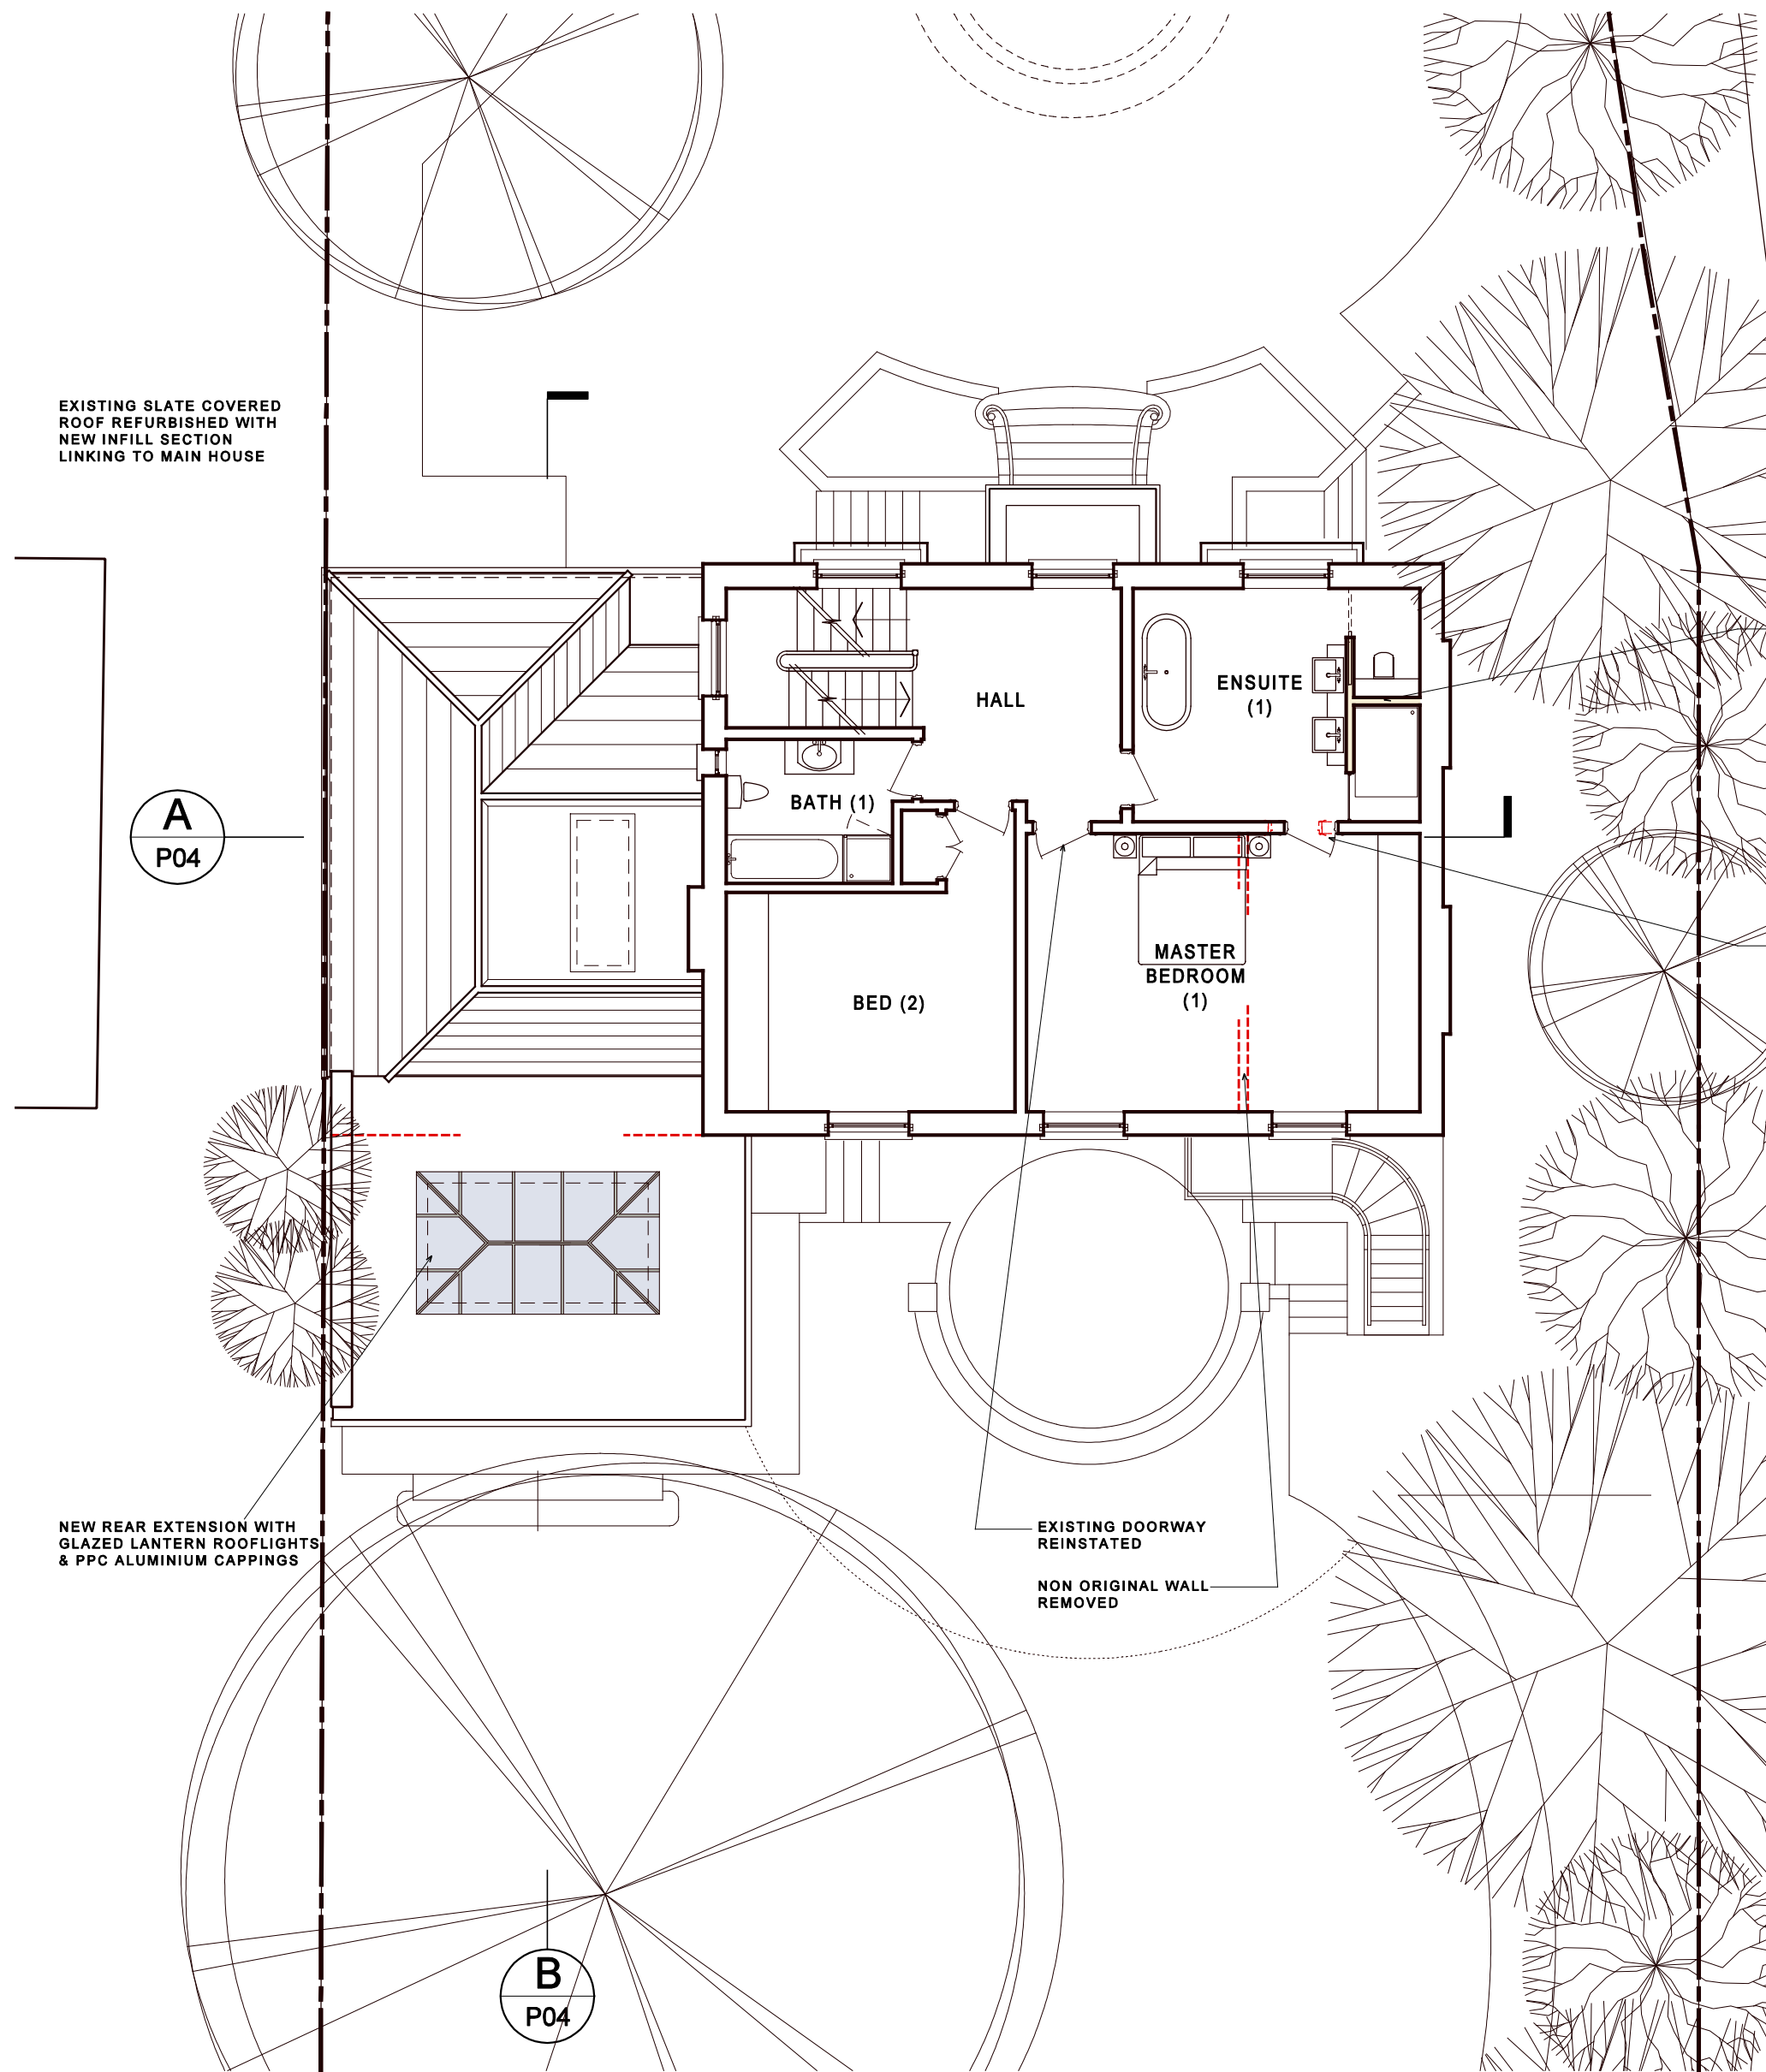 EXISTING SLATE COVERED
ROOF REFURBISHED WITH
NEW INFILL SECTION
LINKING TO MAIN HOUSE
HALL
ENSUITE
(1)
A
P04
BATH (1)
MASTER
BEDROOM
(1)
BED (2)
NEW REAR EXTENSION WITH
GLAZED LANTERN ROOFLIGHTS
& PPC ALUMINIUM CAPPINGS
EXISTING DOORWAY
REINSTATED
NON ORIGINAL WALL
REMOVED
B
P04